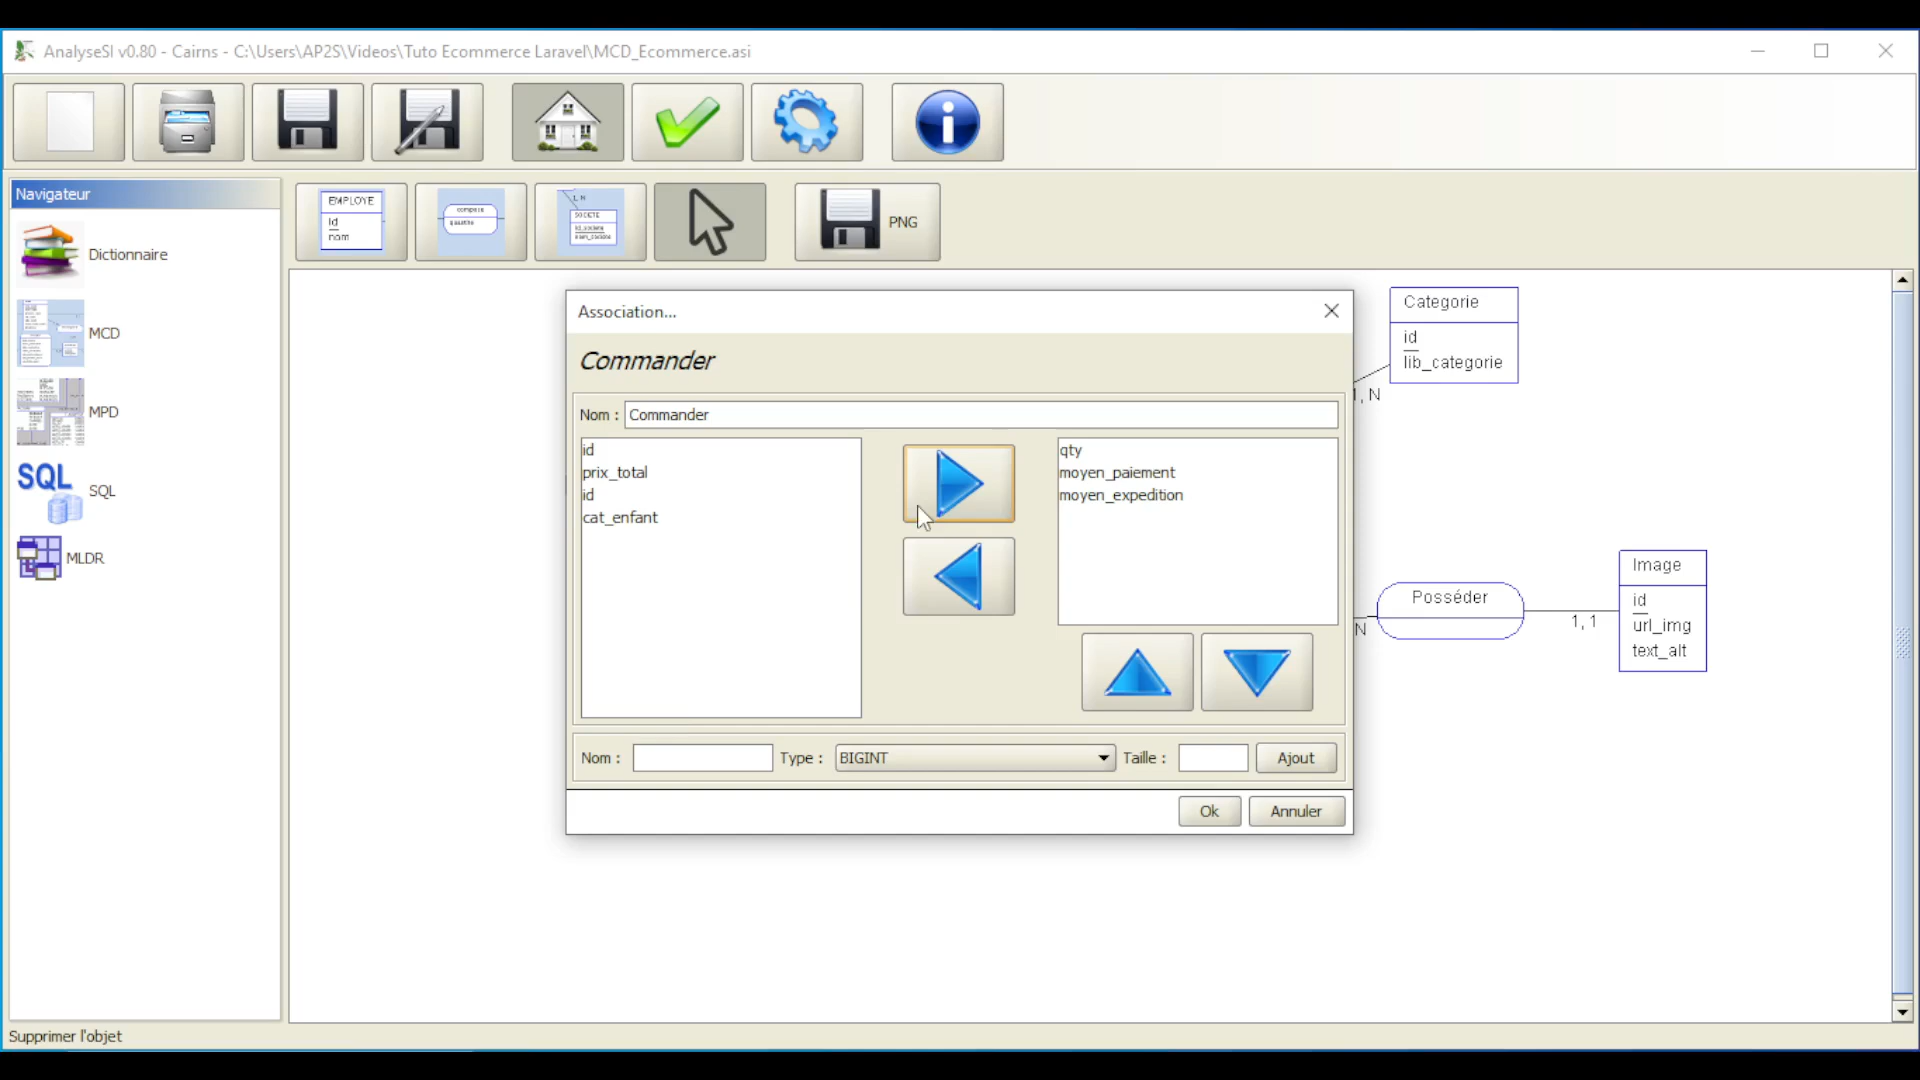 AnalyseSI v0.80 - Cairns - C:\Users\AP2S\Videos\Tuto Ecommerce Laravel\MCD_Ecommerce.asi
Navigateur
Dictionnaire
MCD
MPD
SQL
SQL
MLDR
EMPLOYE
id
nom
SOCIETE
PNG
Association...
Commander
Nom : Commander
id
prix_total
id
cat_enfant
qty
moyen_paiement
moyen_expedition
Nom :
Type : BIGINT
Taille :
Ajout
Ok
Annuler
Categorie
id
lib_categorie
, N
N
Posséder
1, 1
Image
id
url_img
text_alt
Supprimer l'objet